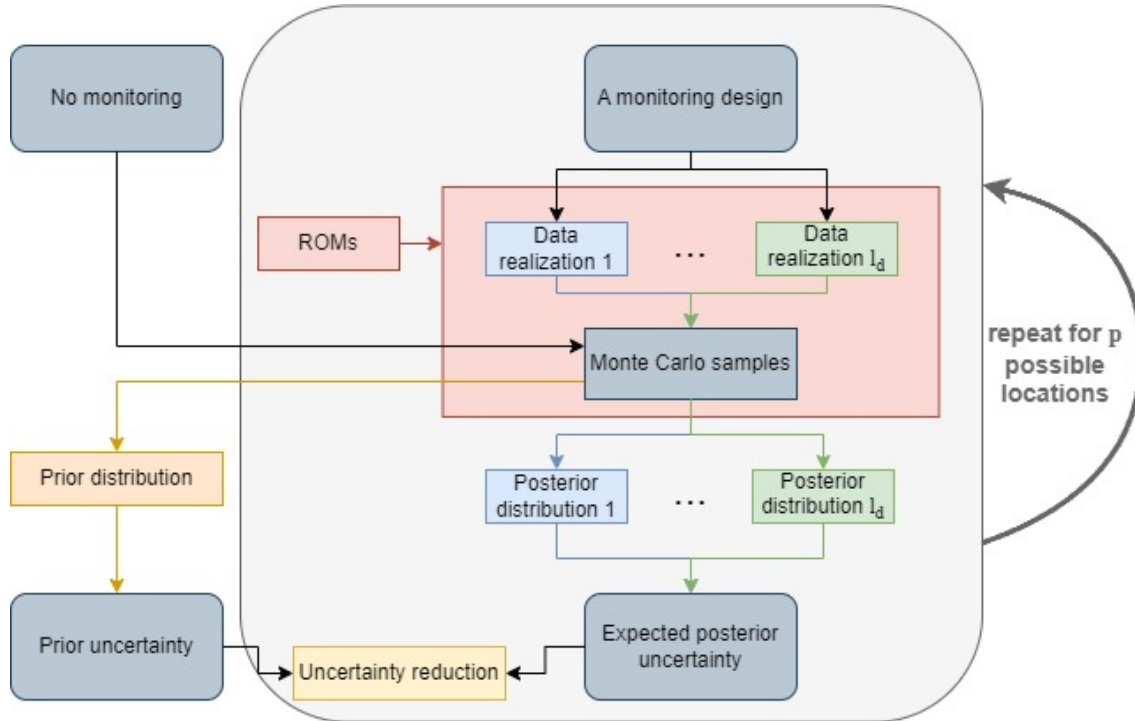 No monitoring
A monitoring design
ROMs
Data
realization 1
...
Data
realization l_d
Monte Carlo samples
repeat for p
possible
locations
Prior distribution
Posterior
distribution 1
...
Posterior
distribution l_d
Prior uncertainty
Uncertainty reduction
Expected posterior
uncertainty